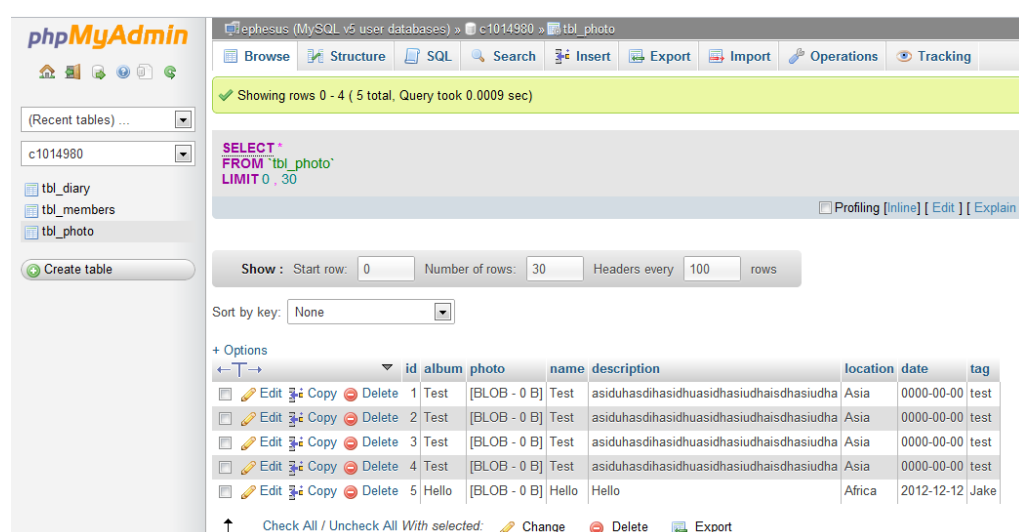 phpMyAdmin
ephesus (MySQL v5 user databases) » c1014980 » tbl_photo
Browse Structure SQL Search Insert Export Import Operations Tracking
Showing rows 0 - 4 ( 5 total, Query took 0.0009 sec)
(Recent tables) ...
c1014980
tbl_diary
tbl_members
tbl_photo
Create table
SELECT *
FROM `tbl_photo`
LIMIT 0 , 30
Profiling [Inline] [ Edit ] [ Explain
Show : Start row: 0 Number of rows: 30 Headers every 100 rows
Sort by key: None
+ Options
←T→ id album photo name description location date tag
Edit Copy Delete 1 Test [BLOB - 0 B] Test asiduhasdihasidhuasidhasiudhaisdhasiudha Asia 0000-00-00 test
Edit Copy Delete 2 Test [BLOB - 0 B] Test asiduhasdihasidhuasidhasiudhaisdhasiudha Asia 0000-00-00 test
Edit Copy Delete 3 Test [BLOB - 0 B] Test asiduhasdihasidhuasidhasiudhaisdhasiudha Asia 0000-00-00 test
Edit Copy Delete 4 Test [BLOB - 0 B] Test asiduhasdihasidhuasidhasiudhaisdhasiudha Asia 0000-00-00 test
Edit Copy Delete 5 Hello [BLOB - 0 B] Hello Hello Africa 2012-12-12 Jake
Check All / Uncheck All With selected: Change Delete Export